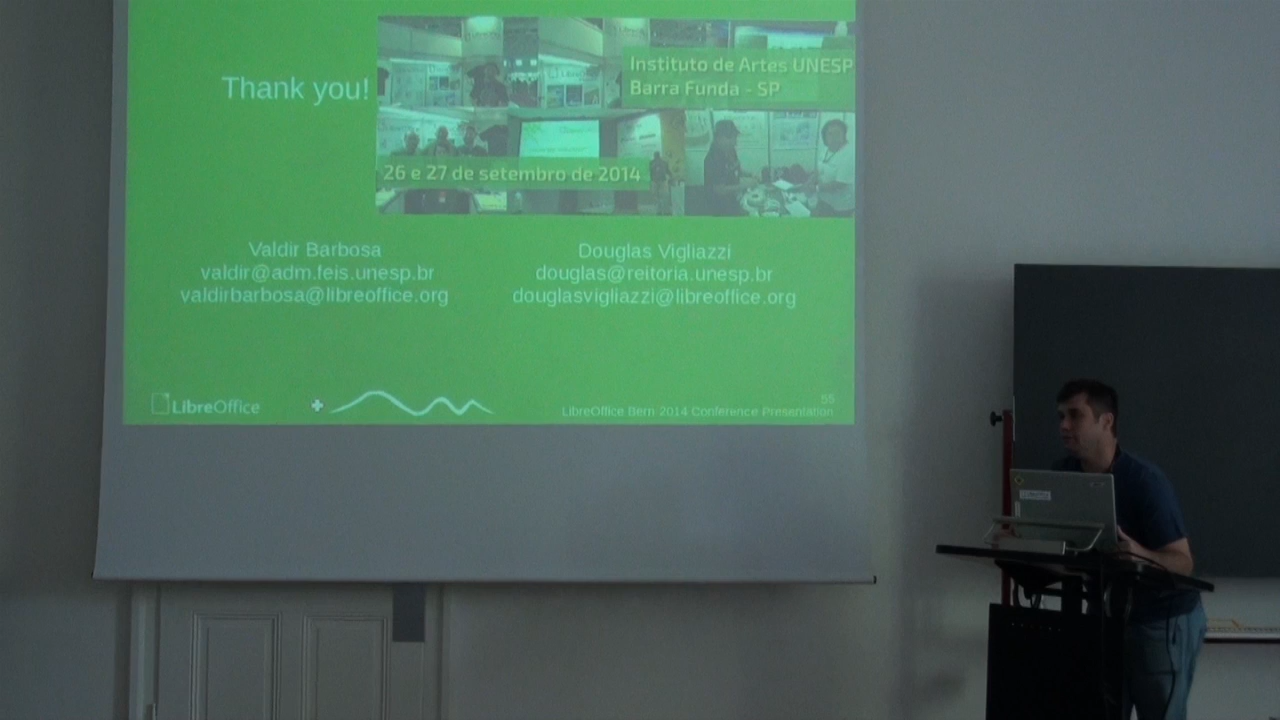 Thank you!
Instituto de Artes UNESP
Barra Funda - SP
26 e 27 de setembro de 2014
Valdir Barbosa
valdir@adm.feis.unesp.br
valdirbarbosa@libreoffice.org
Douglas Vigliazzi
douglas@reitoria.unesp.br
douglasvigliazzi@libreoffice.org
LibreOffice
55
LibreOffice Bern 2014 Conference Presentation